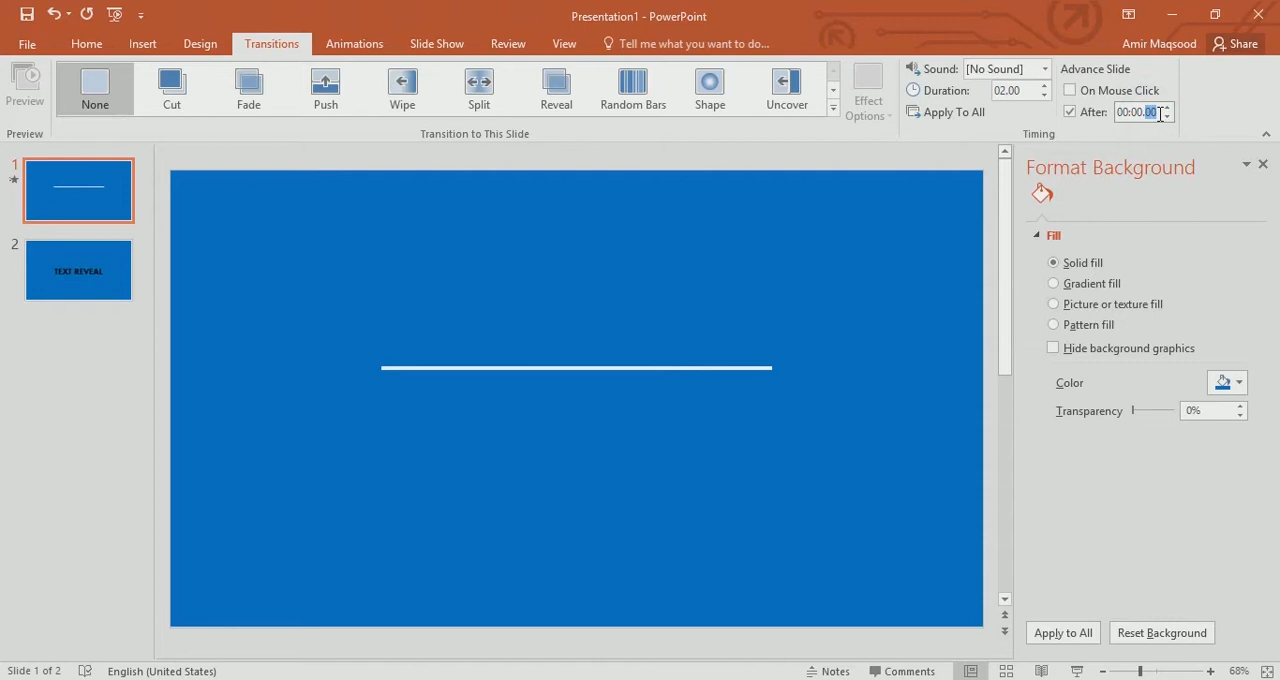 Presentation1 - PowerPoint
File Home Insert Design Transitions Animations Slide Show Review View Tell me what you want to do... Amir Maqsood Share
Preview None Cut Fade Push Wipe Split Reveal Random Bars Shape Uncover Effect Options
Sound: [No Sound] Advance Slide
Duration: 02.00 On Mouse Click
Apply To All After: 00:00.00
Preview Transition to This Slide Timing
1
2
TEXT REVEAL
Format Background
Fill
Solid fill
Gradient fill
Picture or texture fill
Pattern fill
Hide background graphics
Color
Transparency 0%
Apply to All Reset Background
Slide 1 of 2 English (United States) Notes Comments 68%